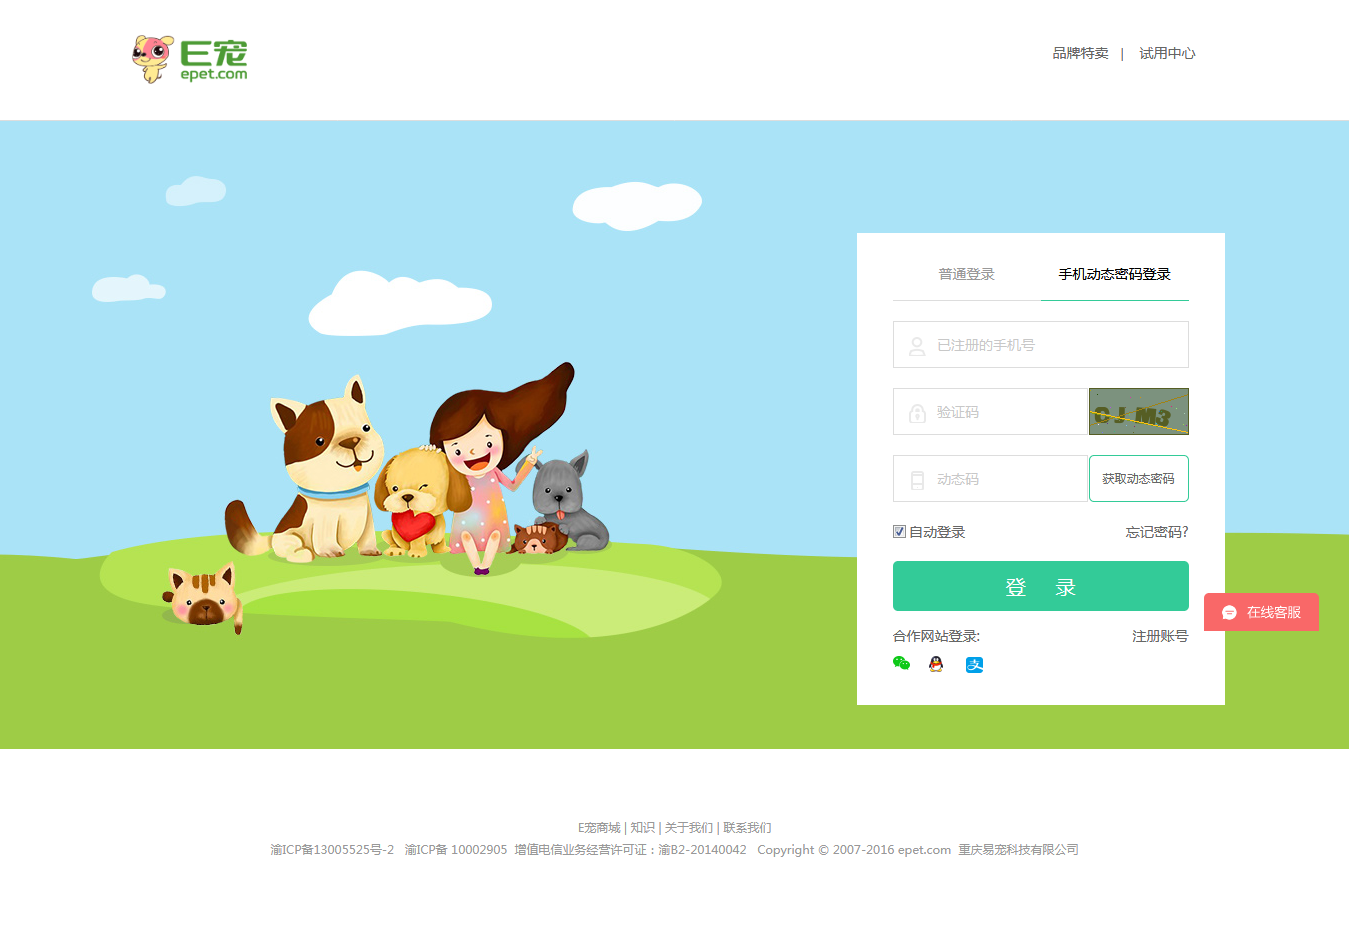 E宠
epet.com
品牌特卖 | 试用中心
普通登录 手机动态密码登录
已注册的手机号
验证码 CJM3
动态码 获取动态密码
自动登录 忘记密码?
登 录
在线客服
合作网站登录: 注册账号
支
E宠商城 | 知识 | 关于我们 | 联系我们
渝ICP备13005525号-2 渝ICP备 10002905 增值电信业务经营许可证：渝B2-20140042 Copyright © 2007-2016 epet.com 重庆易宠科技有限公司